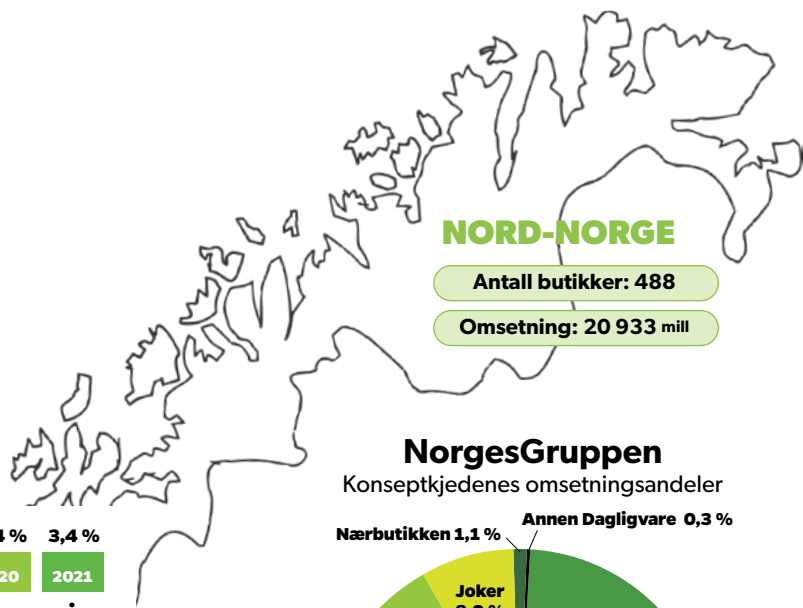 NORD-NORGE
Antall butikker: 488
Omsetning: 20 933 mill
NorgesGruppen
Konseptkjedenes omsetningsandeler
Nærbutikken 1,1 %
Annen Dagligvare 0,3 %
Joker
% 3,4 %
20 2021